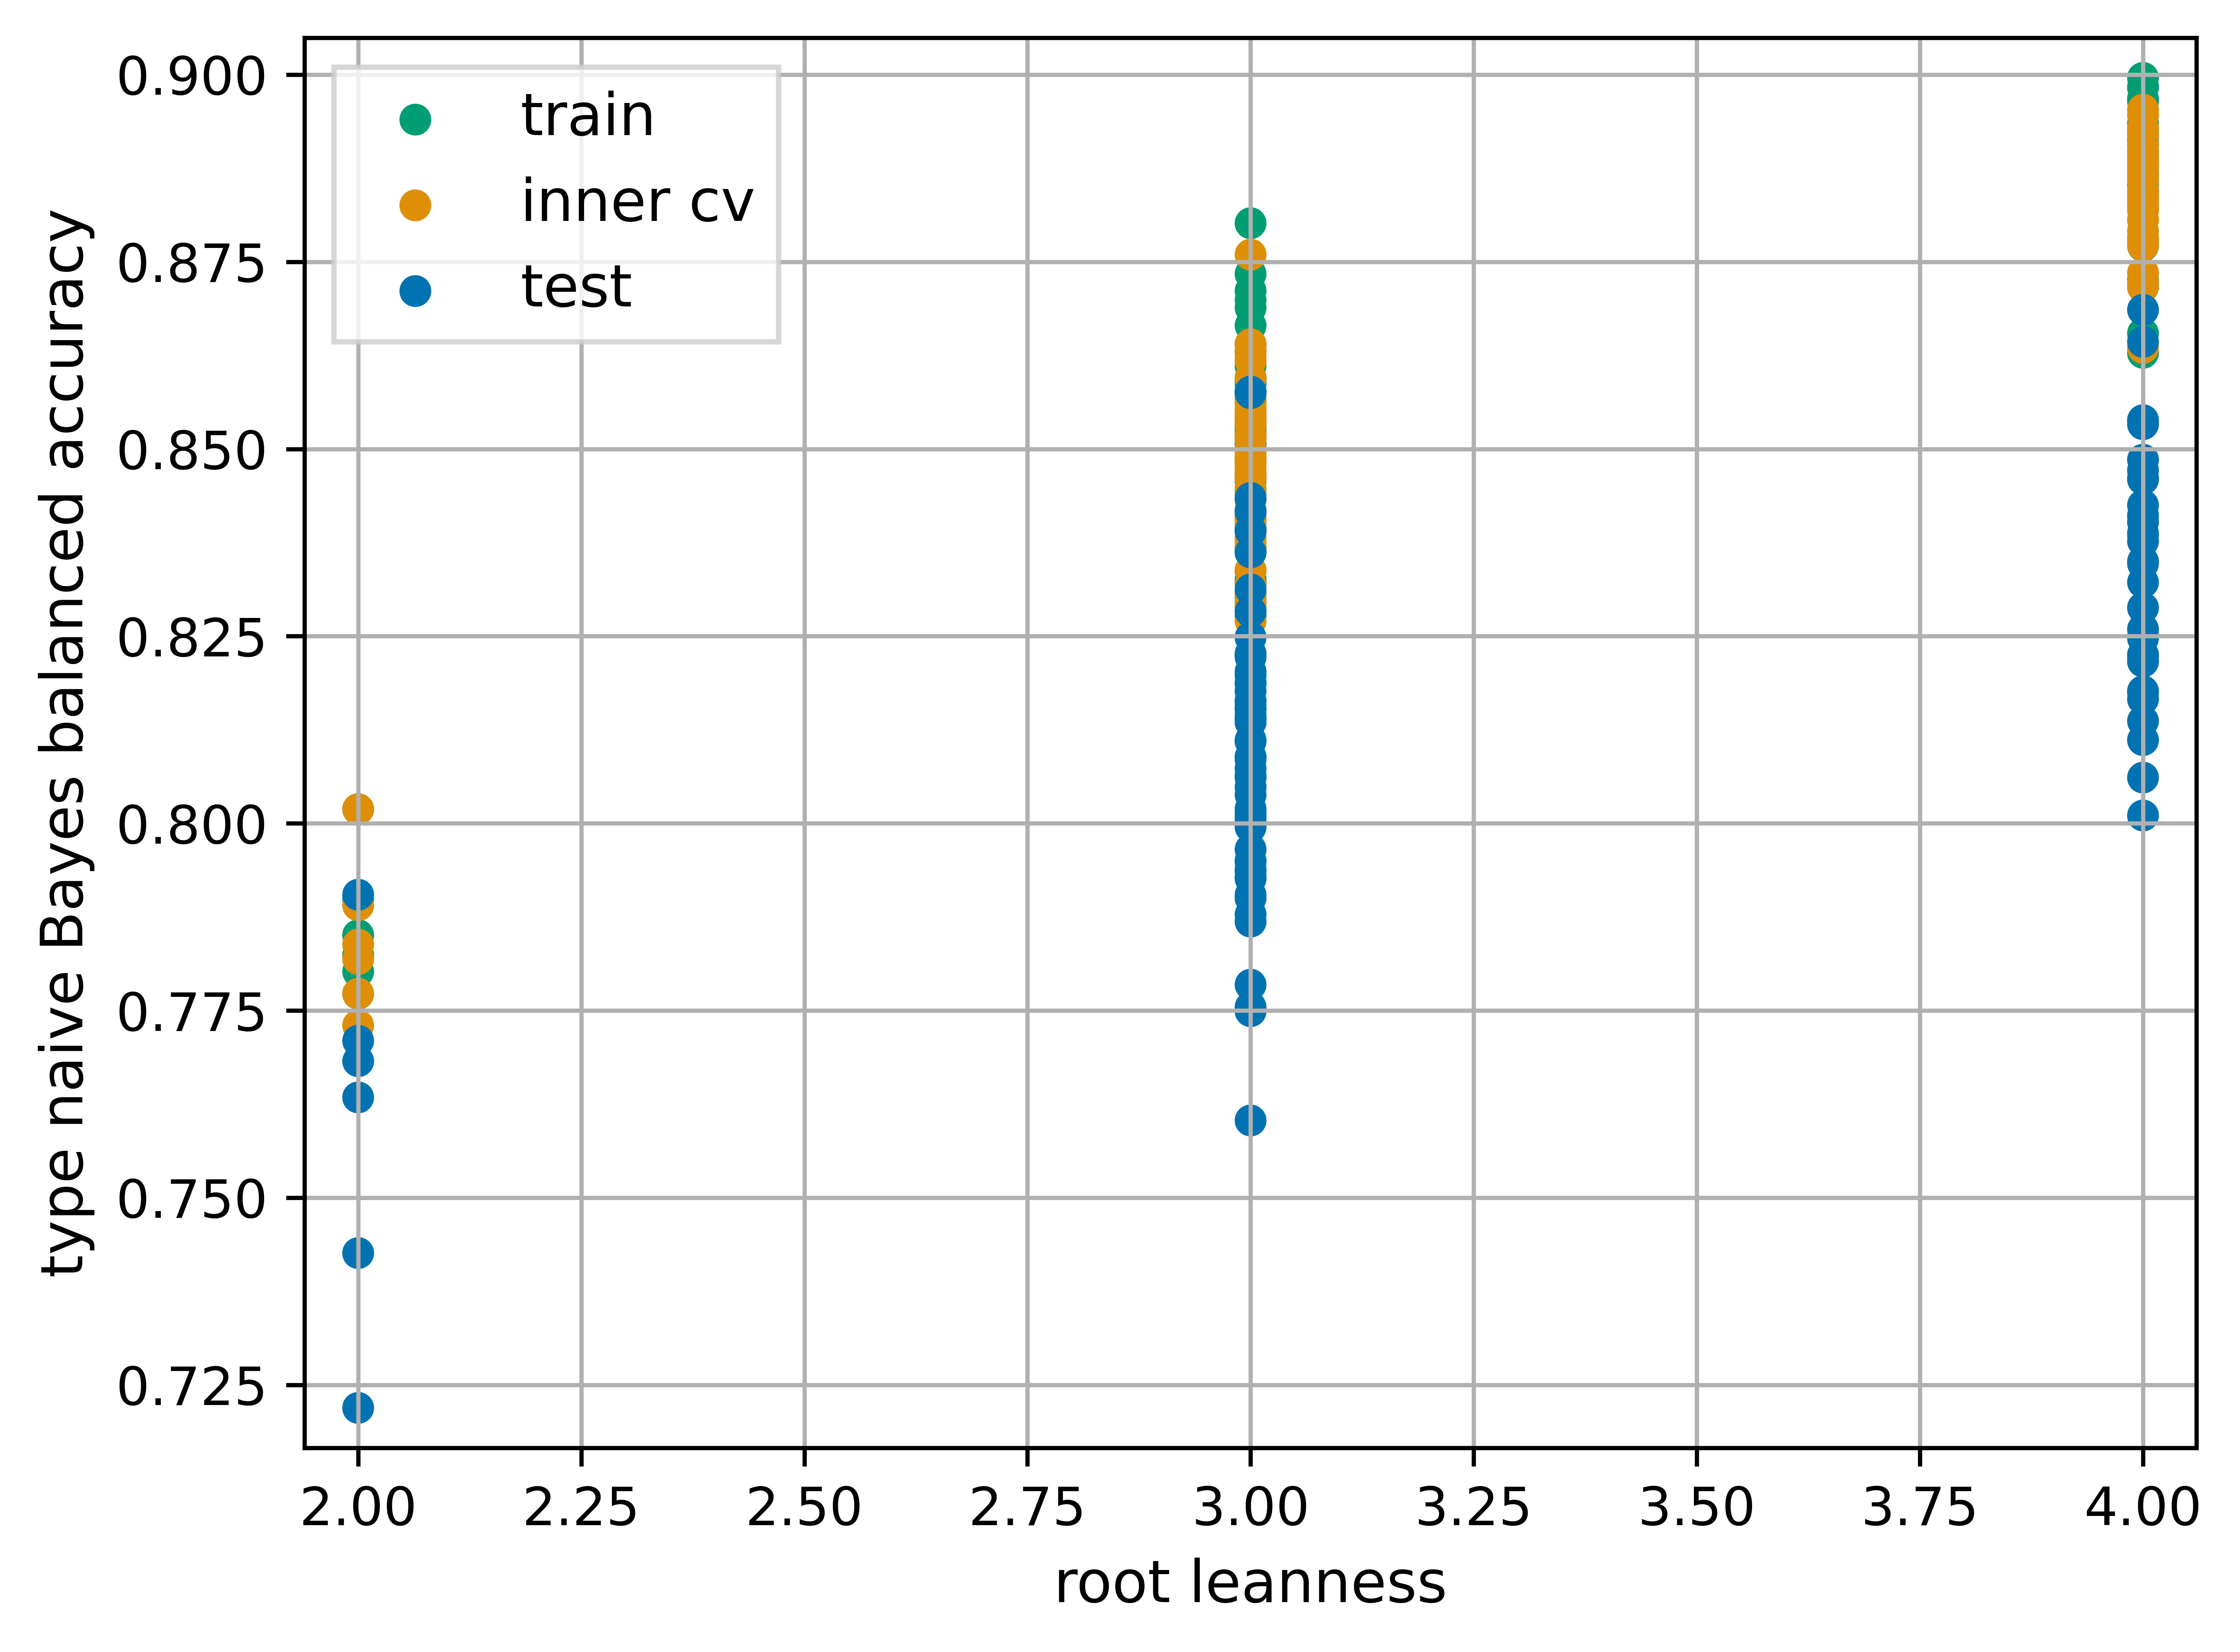 0.900
0.875
0.850
0.825
0.800
0.775
0.750
0.725
type naive Bayes balanced accuracy
train
inner cv
test
2.00 2.25 2.50 2.75 3.00 3.25 3.50 3.75 4.00
root leanness